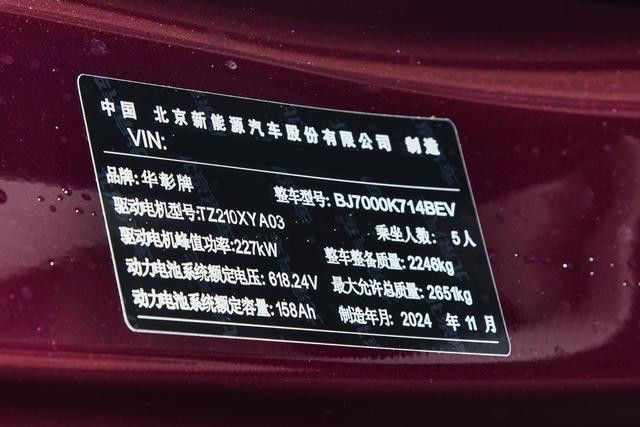 中国 北京新能源汽车股份有限公司 制造
VIN:
品牌:华彰牌 整车型号:BJ7000K714BEV
驱动电机型号:TZ210XYA03 乘坐人数: 5人
驱动电机峰值功率:227kW 整车整备质量:2246kg
动力电池系统额定电压:618.24V 最大允许总质量:2651kg
动力电池系统额定容量:158Ah 制造年月: 2024 年 11 月